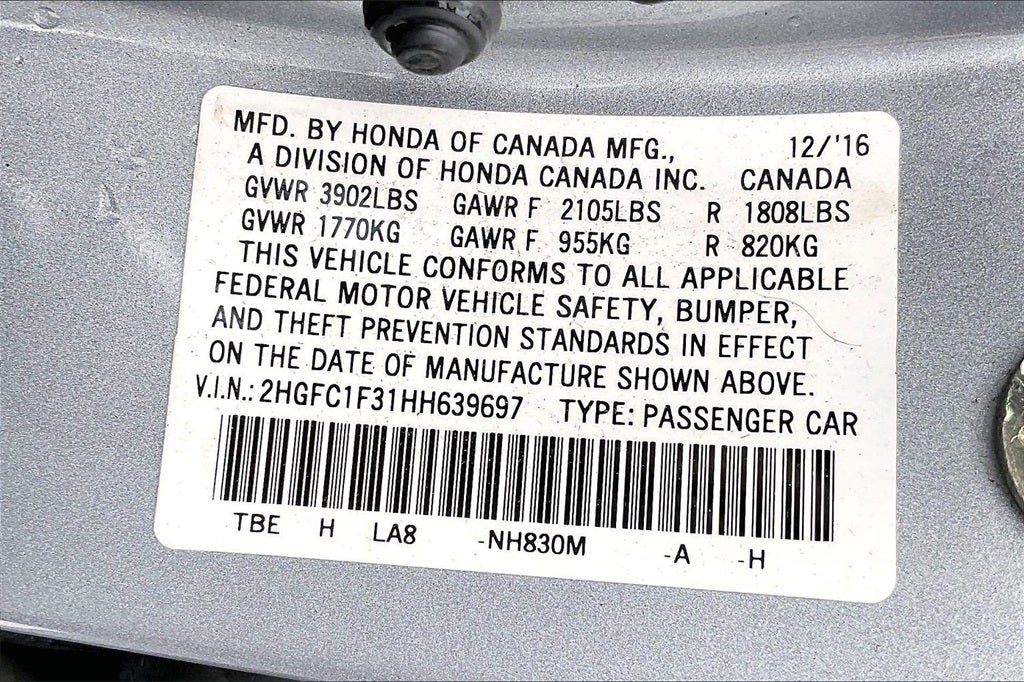 MFD. BY HONDA OF CANADA MFG., 12/'16
A DIVISION OF HONDA CANADA INC. CANADA
GVWR 3902LBS GAWR F 2105LBS R 1808LBS
GVWR 1770KG GAWR F 955KG R 820KG
THIS VEHICLE CONFORMS TO ALL APPLICABLE
FEDERAL MOTOR VEHICLE SAFETY, BUMPER,
AND THEFT PREVENTION STANDARDS IN EFFECT
ON THE DATE OF MANUFACTURE SHOWN ABOVE.
V.I.N.: 2HGFC1F31HH639697 TYPE: PASSENGER CAR
TBE H LA8 -NH830M -A -H